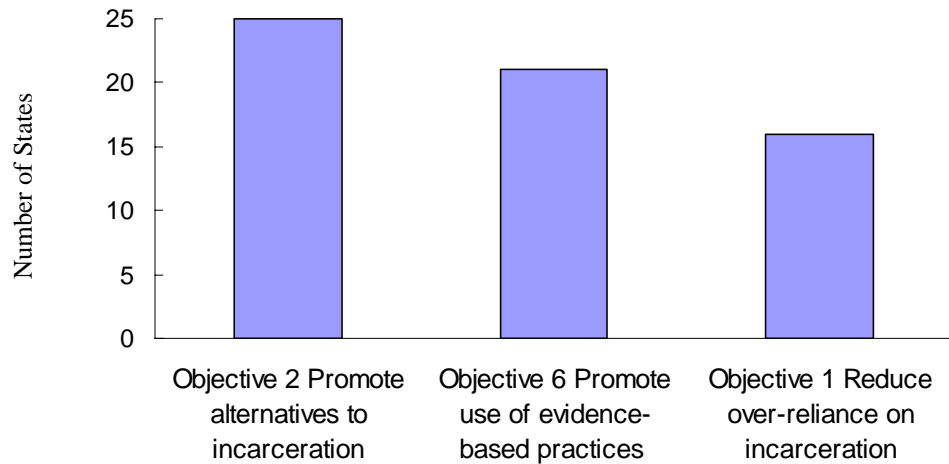 25
20
15
10
5
0
Number of States
Objective 2 Promote
alternatives to
incarceration
Objective 6 Promote
use of evidence-
based practices
Objective 1 Reduce
over-reliance on
incarceration